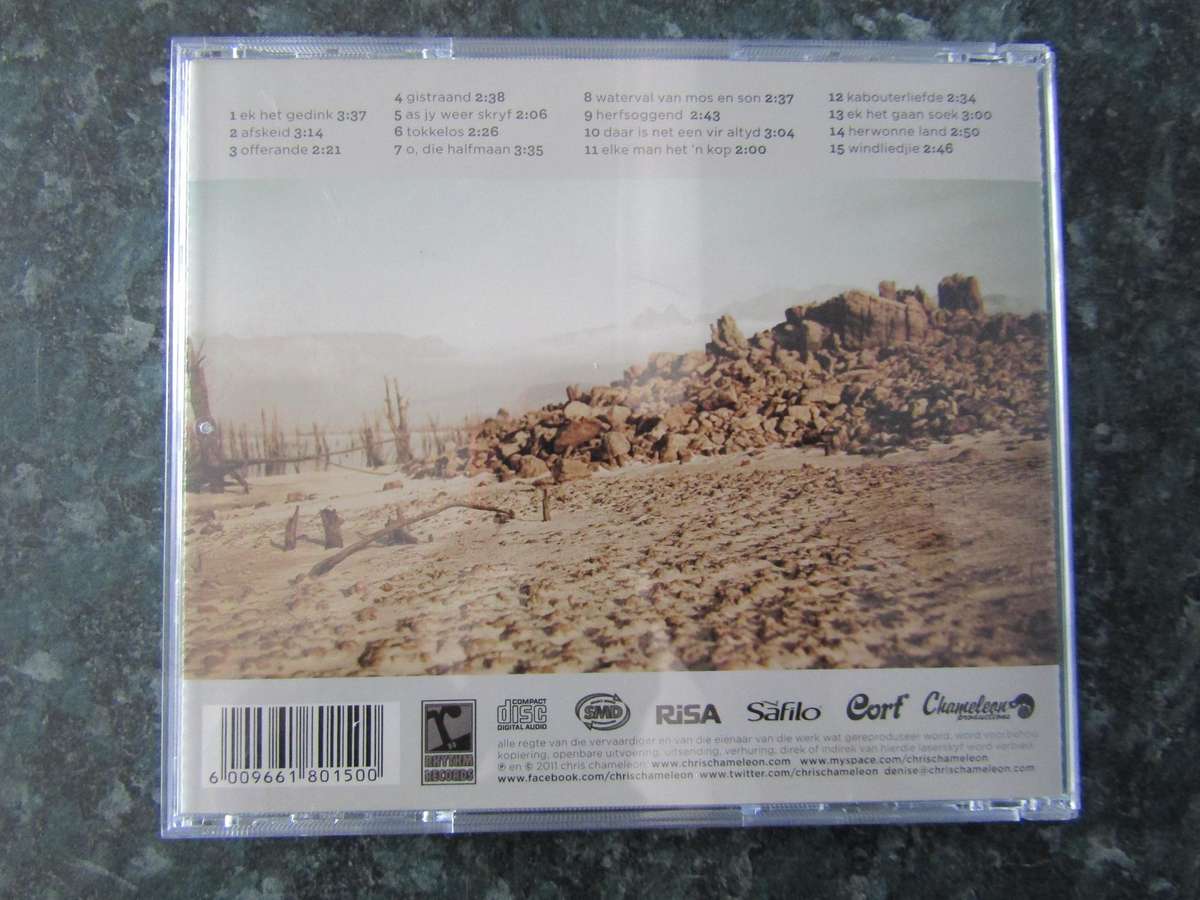 1 ek het gedink 3:37
2 afskeid 3:14
3 offerande 2:21
4 gistraand 2:38
5 as jy weer skryf 2:06
6 tokkelos 2:26
7 o, die halfmaan 3:35
8 waterval van mos en son 2:37
9 herfsoggend 2:43
10 daar is net een vir altyd 3:04
11 elke man het 'n kop 2:00
12 kabouterliefde 2:34
13 ek het gaan soek 3:00
14 herwonne land 2:50
15 windliedjie 2:46
6 009661 801500
r
RHYTHM
RECORDS
COMPACT
disc
DIGITAL AUDIO
SMD
RiSA
Sàfilo
Corf
Chameleon
productions
alle regte van die vervaardiger en van die eienaar van die werk wat gereproduseer word, word voorbehou
kopiering, openbare uitvoering, uitsending, verhuring, direk of indirek van hierdie laserskyf word verbied
℗ en © 2011 chris chameleon. www.chrischameleon.com www.myspace.com/chrischameleon
www.facebook.com/chrischameleon www.twitter.com/chrischameleon denise@chrischameleon.com